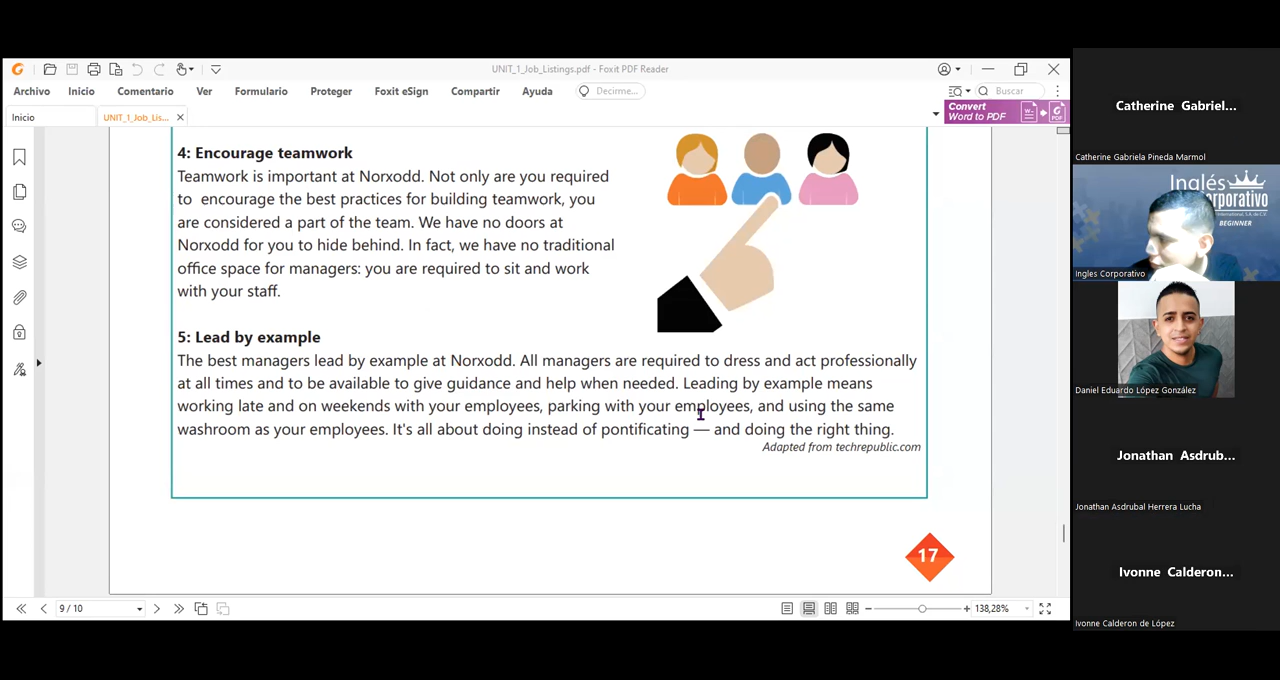 UNIT_1_Job_Listings.pdf - Foxit PDF Reader
Archivo Inicio Comentario Ver Formulario Proteger Foxit eSign Compartir Ayuda Decirme... Buscar
Inicio UNIT_1_Job_Lis...
Convert
Word to PDF
4: Encourage teamwork
Teamwork is important at Norxodd. Not only are you required
to encourage the best practices for building teamwork, you
are considered a part of the team. We have no doors at
Norxodd for you to hide behind. In fact, we have no traditional
office space for managers: you are required to sit and work
with your staff.
5: Lead by example
The best managers lead by example at Norxodd. All managers are required to dress and act professionally
at all times and to be available to give guidance and help when needed. Leading by example means
working late and on weekends with your employees, parking with your employees, and using the same
washroom as your employees. It's all about doing instead of pontificating — and doing the right thing.
Adapted from techrepublic.com
17
9 / 10
138,28%
Catherine Gabriel...
Catherine Gabriela Pineda Marmol
Inglés
Corporativo
BEGINNER
Ingles Corporativo
Daniel Eduardo López González
Jonathan Asdrub...
Jonathan Asdrubal Herrera Lucha
Ivonne Calderon...
Ivonne Calderon de López